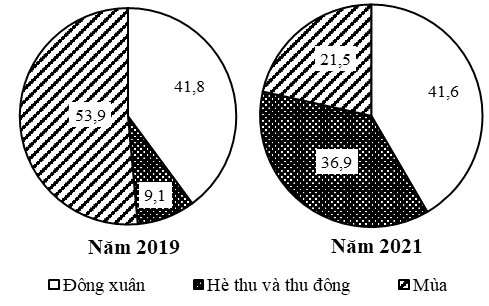 41,8
53,9
9,1
21,5
41,6
36,9
Năm 2019
Năm 2021
Đông xuân
Hè thu và thu đông
Mùa